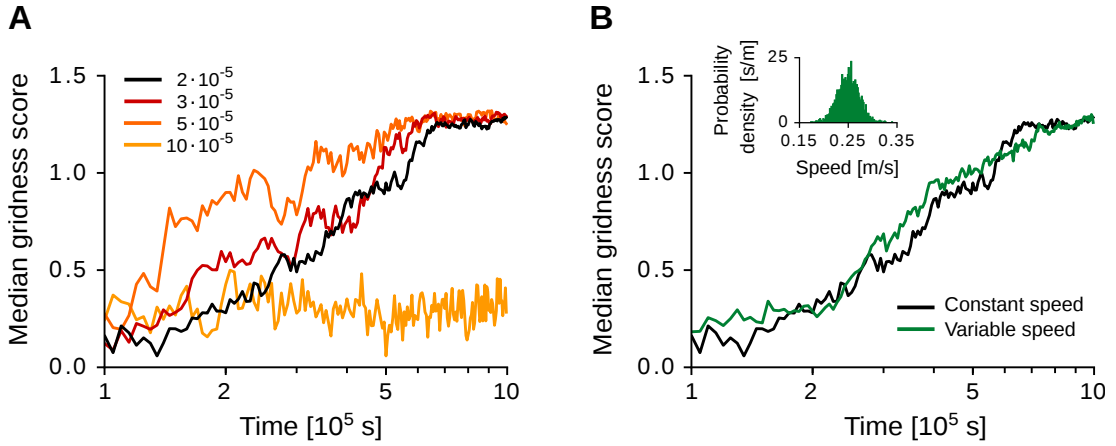 A
Median gridness score
1.5
1.0
0.5
0.0
2·10⁻⁵
3·10⁻⁵
5·10⁻⁵
10·10⁻⁵
1
2
5
10
Time [10⁵ s]
B
Median gridness score
1.5
1.0
0.5
0.0
Probability
density [s/m]
25
0
0.15
0.25
0.35
Speed [m/s]
Constant speed
Variable speed
1
2
5
10
Time [10⁵ s]